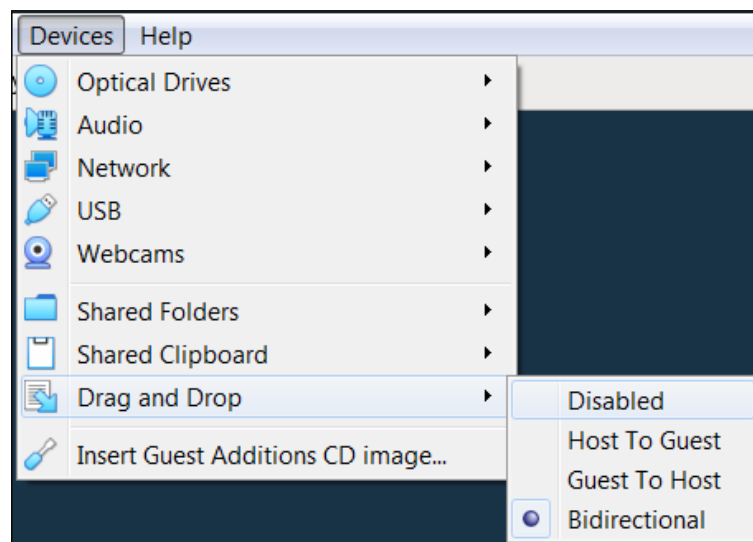 Devices Help
Optical Drives
Audio
Network
USB
Webcams
Shared Folders
Shared Clipboard
Drag and Drop
Insert Guest Additions CD image...
Disabled
Host To Guest
Guest To Host
Bidirectional